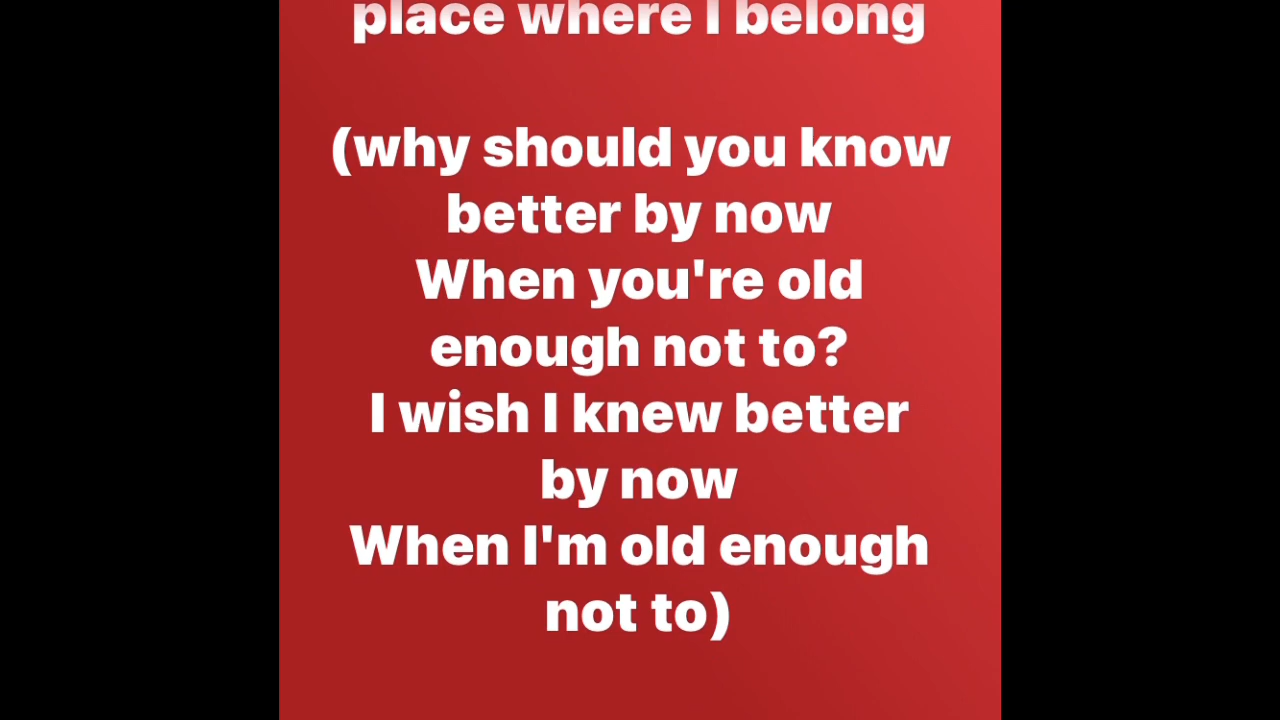 place where I belong
(why should you know
better by now
When you're old
enough not to?
I wish I knew better
by now
When I'm old enough
not to)